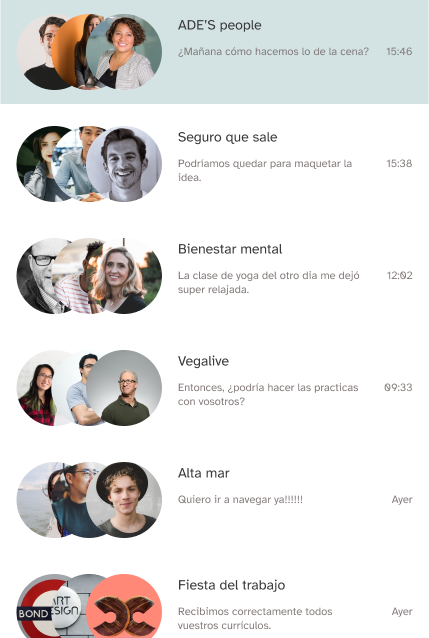 ADE'S people
¿Mañana cómo hacemos lo de la cena? 15:46
Seguro que sale
Podríamos quedar para maquetar la 15:38
idea.
Bienestar mental
La clase de yoga del otro dia me dejó 12:02
super relajada.
Vegalive
Entonces, ¿podría hacer las practicas 09:33
con vosotros?
Alta mar
Quiero ir a navegar ya!!!!!! Ayer
Fiesta del trabajo
ART
BOND
Recibimos correctamente todos Ayer
vuestros currículos.